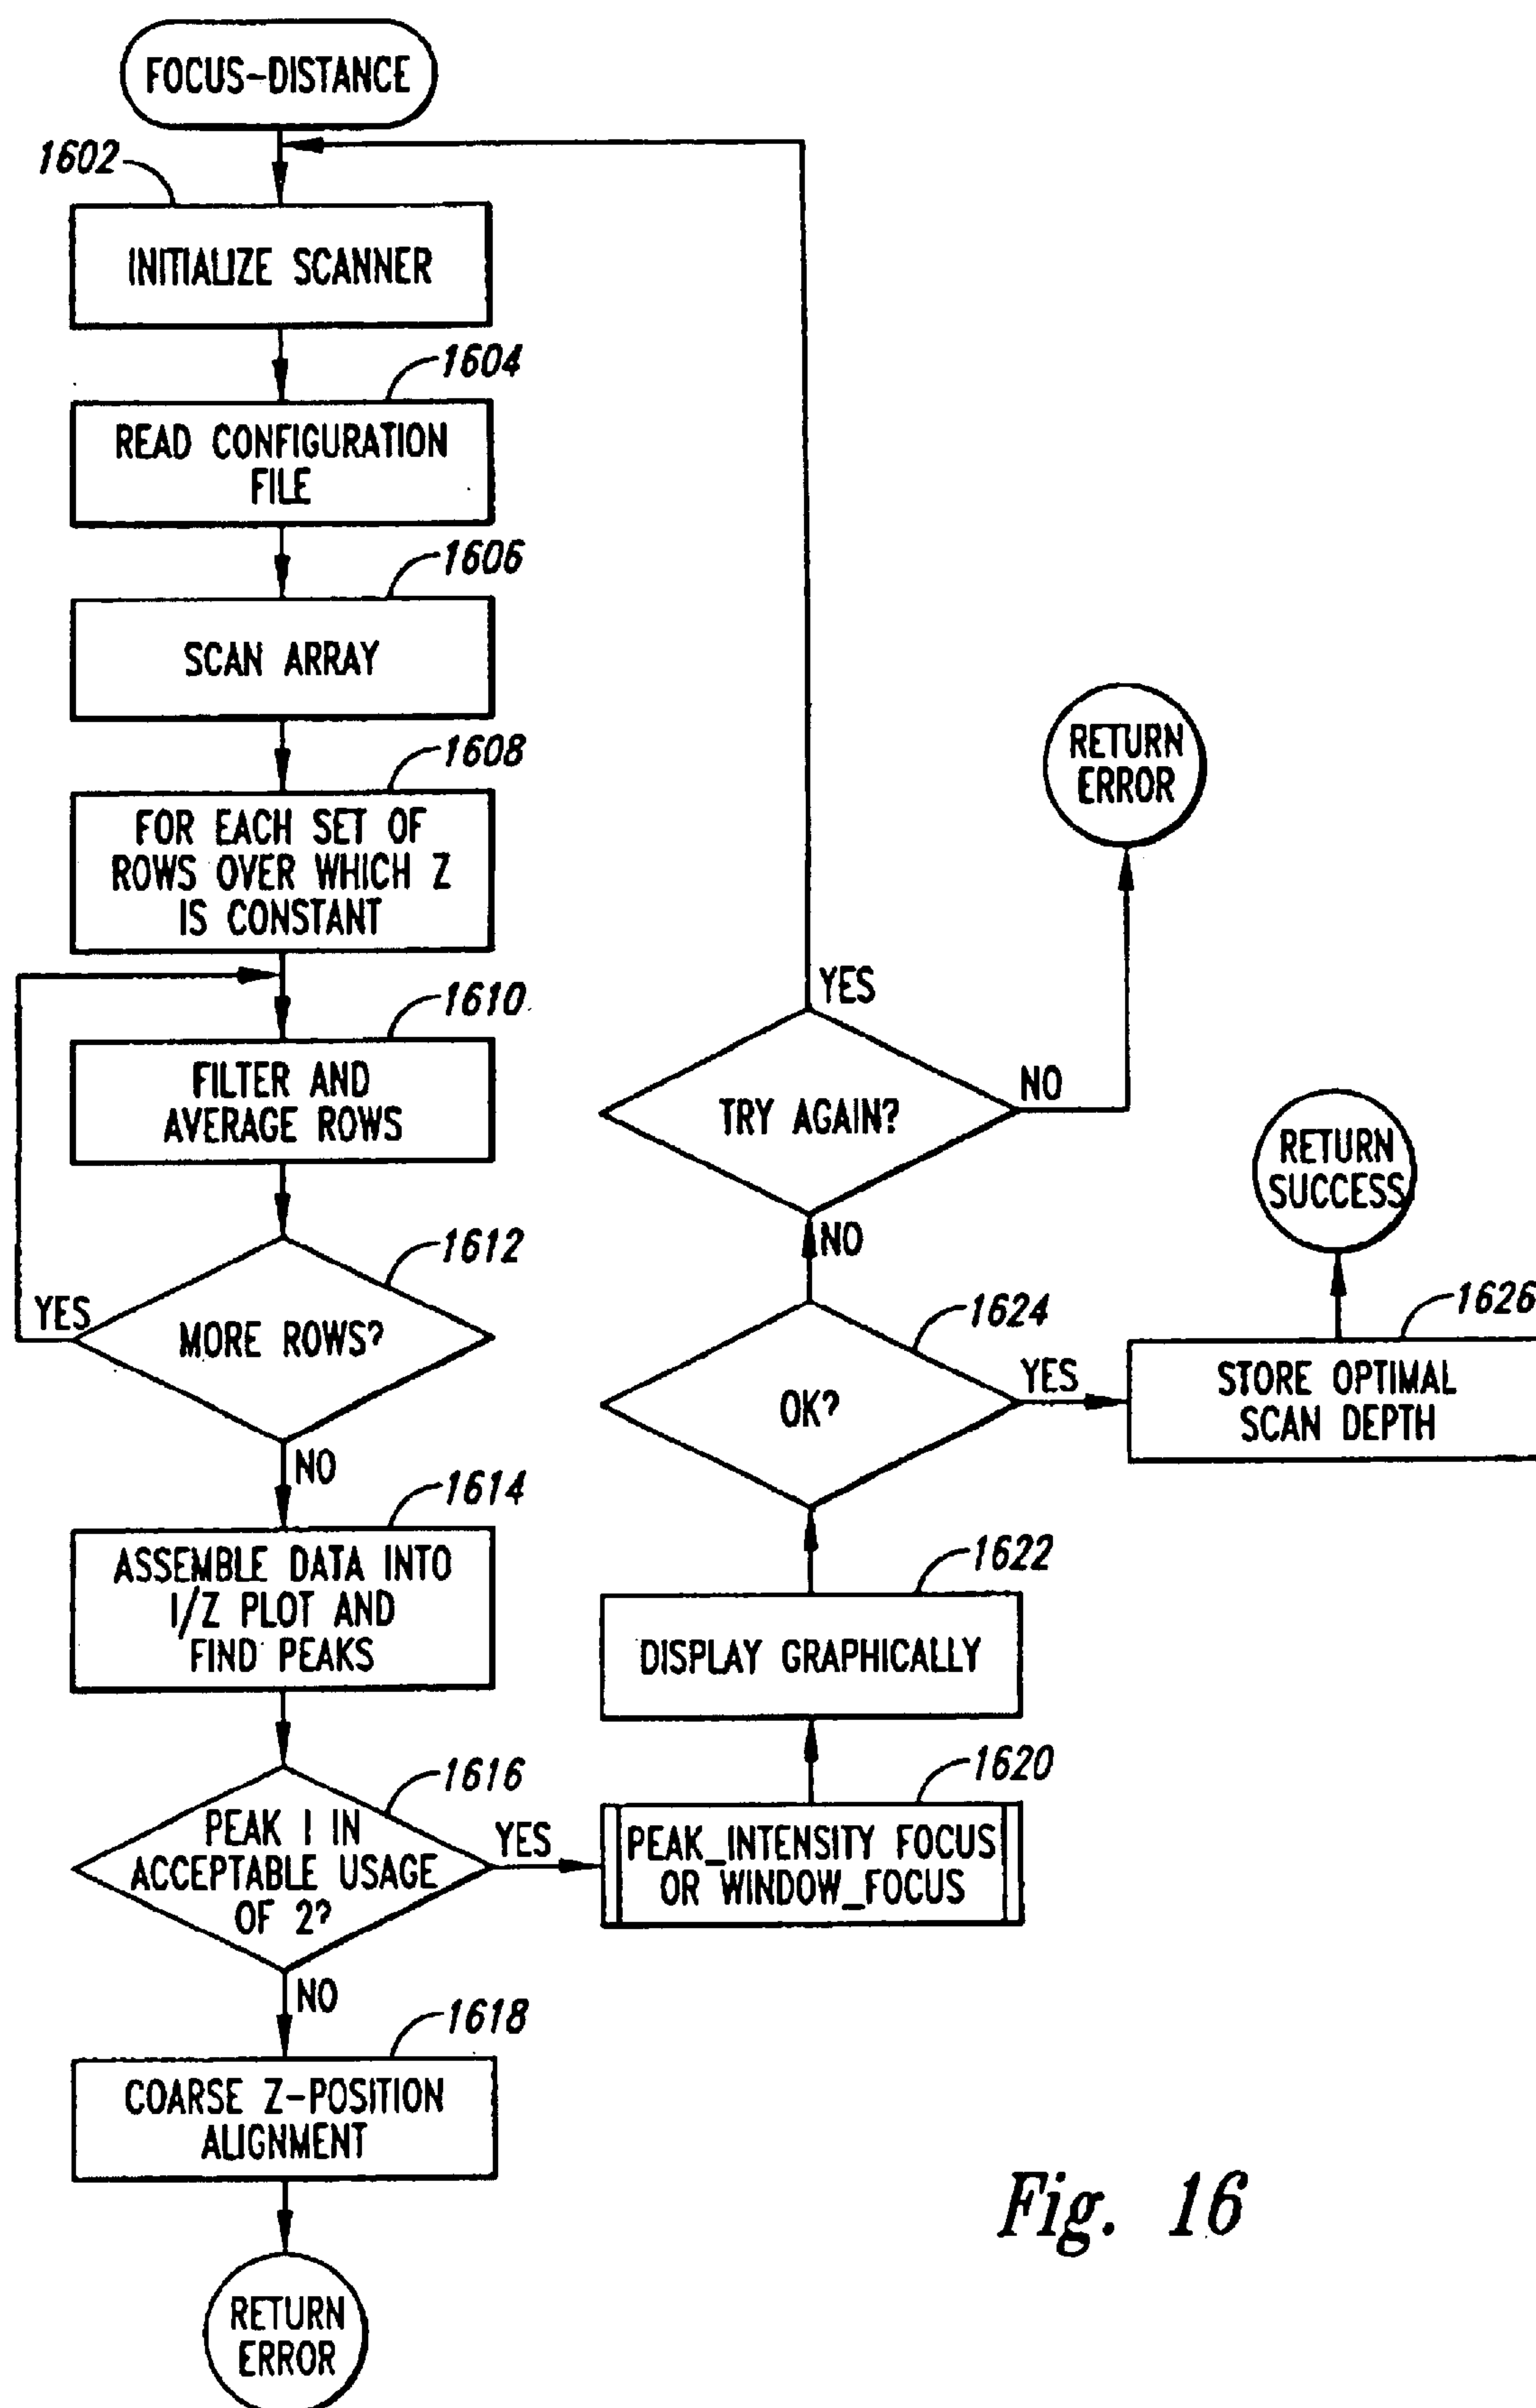 FOCUS-DISTANCE
1602
INITIALIZE SCANNER
1604
READ CONFIGURATION
FILE
1606
SCAN ARRAY
1608
FOR EACH SET OF
ROWS OVER WHICH Z
IS CONSTANT
1610
FILTER AND
AVERAGE ROWS
1612
YES
MORE ROWS?
NO
1614
ASSEMBLE DATA INTO
I/Z PLOT AND
FIND PEAKS
1616
PEAK I IN
ACCEPTABLE USAGE
OF 2?
YES
NO
1618
COARSE Z-POSITION
ALIGNMENT
RETURN
ERROR
1620
PEAK_INTENSITY FOCUS
OR WINDOW_FOCUS
1622
DISPLAY GRAPHICALLY
1624
OK?
YES
NO
TRY AGAIN?
YES
NO
RETURN
ERROR
1626
STORE OPTIMAL
SCAN DEPTH
RETURN
SUCCESS
Fig. 16